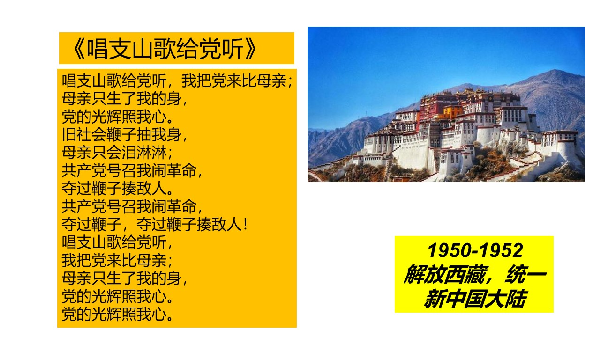 《唱支山歌给党听》
唱支山歌给党听，我把党来比母亲；
母亲只生了我的身，
党的光辉照我心。
旧社会鞭子抽我身，
母亲只会泪淋淋；
共产党号召我闹革命，
夺过鞭子揍敌人。
共产党号召我闹革命，
夺过鞭子，夺过鞭子揍敌人！
唱支山歌给党听，
我把党来比母亲；
母亲只生了我的身，
党的光辉照我心。
党的光辉照我心。
1950-1952
解放西藏，统一
新中国大陆